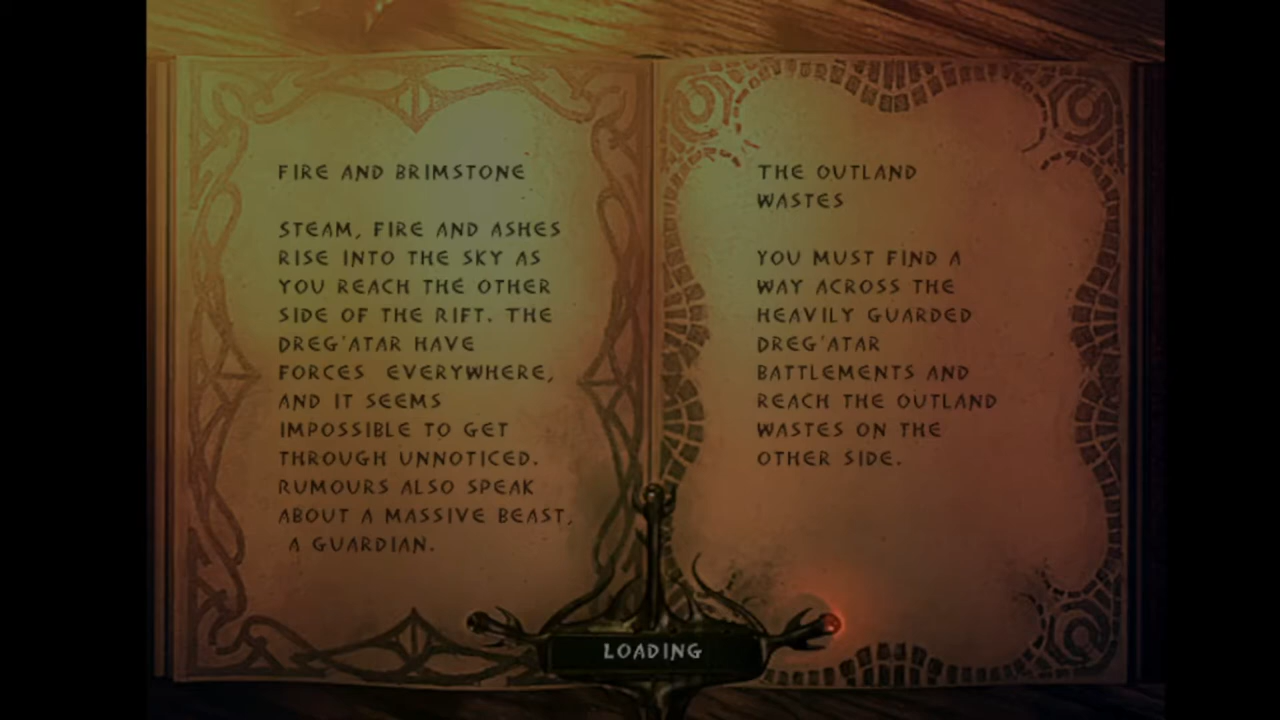 FIRE AND BRIMSTONE
STEAM, FIRE AND ASHES
RISE INTO THE SKY AS
YOU REACH THE OTHER
SIDE OF THE RIFT. THE
DREG'ATAR HAVE
FORCES EVERYWHERE,
AND IT SEEMS
IMPOSSIBLE TO GET
THROUGH UNNOTICED.
RUMOURS ALSO SPEAK
ABOUT A MASSIVE BEAST,
A GUARDIAN.
THE OUTLAND
WASTES
YOU MUST FIND A
WAY ACROSS THE
HEAVILY GUARDED
DREG'ATAR
BATTLEMENTS AND
REACH THE OUTLAND
WASTES ON THE
OTHER SIDE.
LOADING